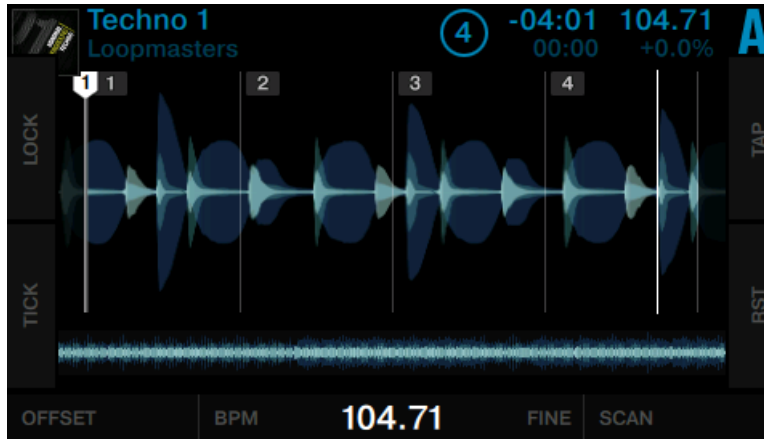 Techno 1
Loopmasters
4
-04:01 104.71
00:00 +0.0%
A
LOCK
TICK
1 1 2 3 4
TAP
RST
OFFSET BPM 104.71 FINE SCAN